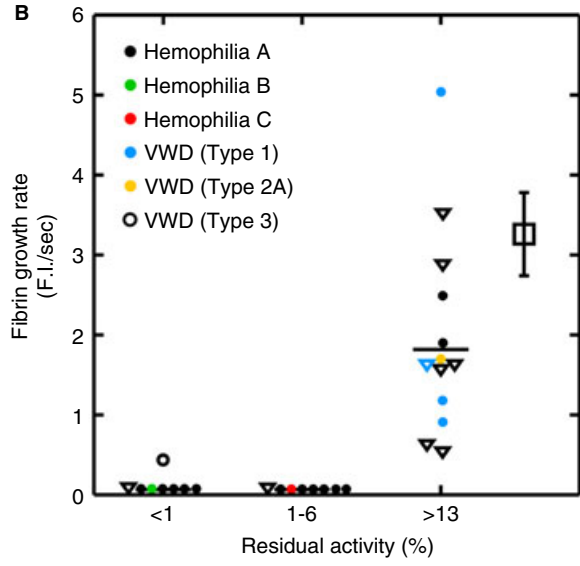 B
6
5
4
3
2
1
0
Fibrin growth rate
(F.I./sec)
Hemophilia A
Hemophilia B
Hemophilia C
VWD (Type 1)
VWD (Type 2A)
VWD (Type 3)
<1
1-6
>13
Residual activity (%)